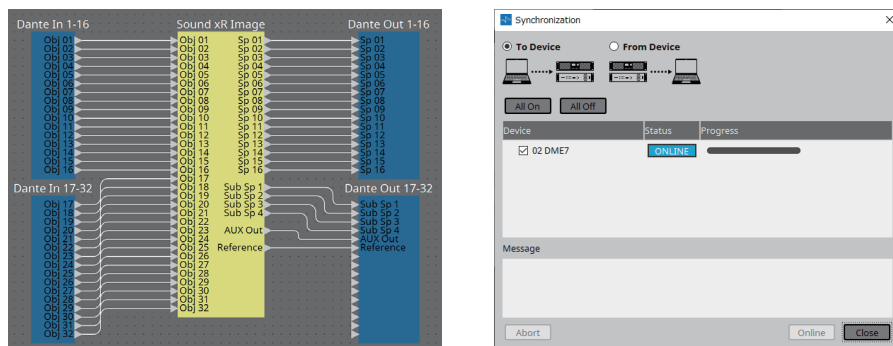 Dante In 1-16
Obj 01
Obj 02
Obj 03
Obj 04
Obj 05
Obj 06
Obj 07
Obj 08
Obj 09
Obj 10
Obj 11
Obj 12
Obj 13
Obj 14
Obj 15
Obj 16
Dante In 17-32
Obj 17
Obj 18
Obj 19
Obj 20
Obj 21
Obj 22
Obj 23
Obj 24
Obj 25
Obj 26
Obj 27
Obj 28
Obj 29
Obj 30
Obj 31
Obj 32
Sound xR Image
Obj 01 Sp 01
Obj 02 Sp 02
Obj 03 Sp 03
Obj 04 Sp 04
Obj 05 Sp 05
Obj 06 Sp 06
Obj 07 Sp 07
Obj 08 Sp 08
Obj 09 Sp 09
Obj 10 Sp 10
Obj 11 Sp 11
Obj 12 Sp 12
Obj 13 Sp 13
Obj 14 Sp 14
Obj 15 Sp 15
Obj 16 Sp 16
Obj 17
Obj 18 Sub Sp 1
Obj 19 Sub Sp 2
Obj 20 Sub Sp 3
Obj 21 Sub Sp 4
Obj 22
Obj 23 AUX Out
Obj 24
Obj 25 Reference
Obj 26
Obj 27
Obj 28
Obj 29
Obj 30
Obj 31
Obj 32
Dante Out 1-16
Sp 01
Sp 02
Sp 03
Sp 04
Sp 05
Sp 06
Sp 07
Sp 08
Sp 09
Sp 10
Sp 11
Sp 12
Sp 13
Sp 14
Sp 15
Sp 16
Dante Out 17-32
Sub Sp 1
Sub Sp 2
Sub Sp 3
Sub Sp 4
AUX Out
Reference
Synchronization
To Device From Device
All On All Off
Device Status Progress
02 DME7 ONLINE
Message
Abort Online Close